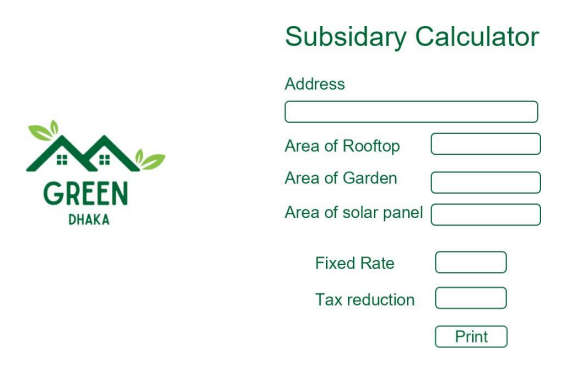 Subsidary Calculator
Address
GREEN
DHAKA
Area of Rooftop
Area of Garden
Area of solar panel
Fixed Rate
Tax reduction
Print